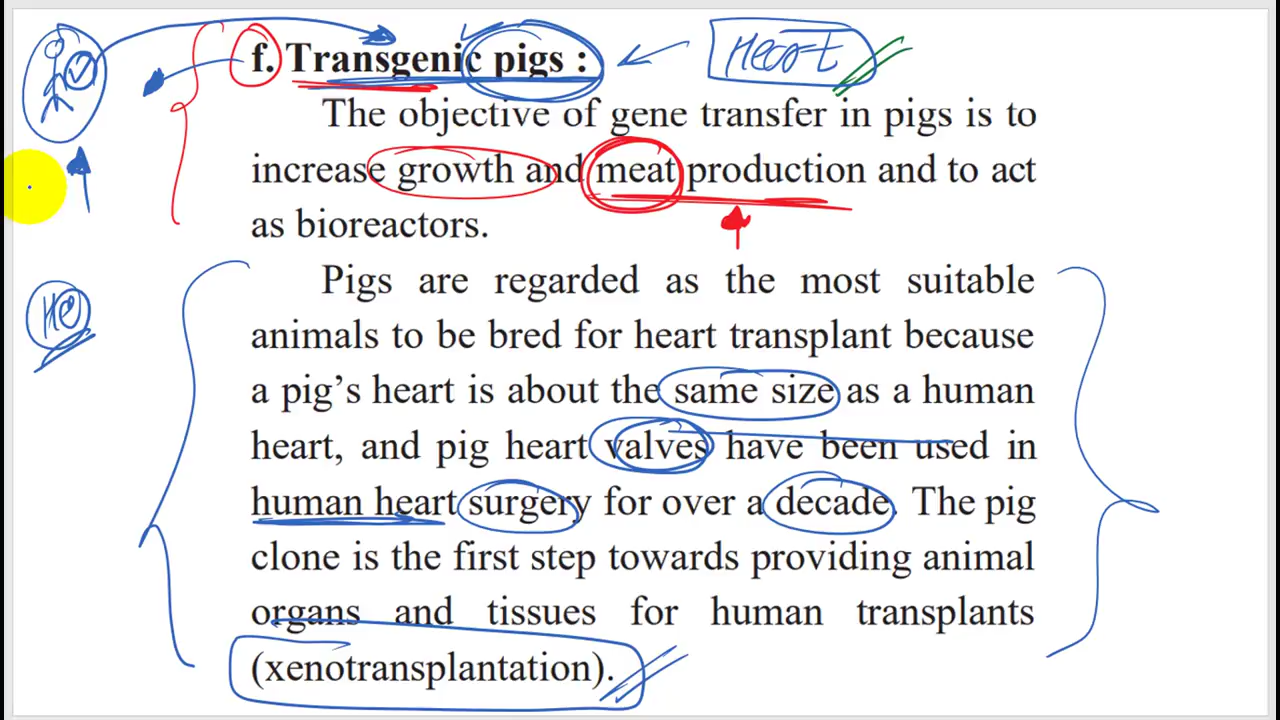 f. Transgenic pigs :
Heart
The objective of gene transfer in pigs is to
increase growth and meat production and to act
as bioreactors.
Pigs are regarded as the most suitable
animals to be bred for heart transplant because
a pig’s heart is about the same size as a human
heart, and pig heart valves have been used in
human heart surgery for over a decade. The pig
clone is the first step towards providing animal
organs and tissues for human transplants
(xenotransplantation).